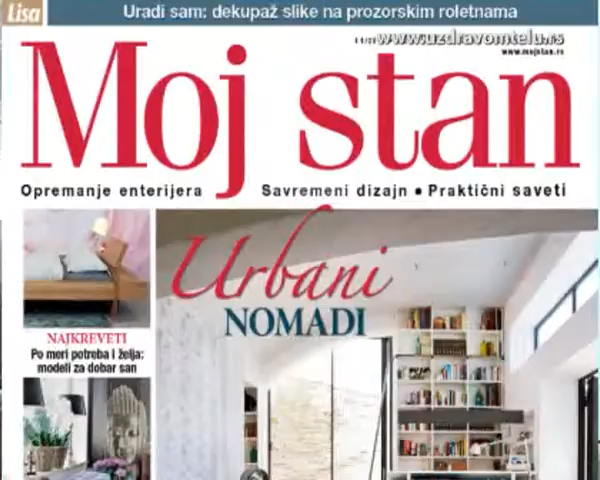 Lisa
Uradi sam: dekupaž slike na prozorskim roletnama
www.uzdravomtelu.rs
www.mojstan.rs
Moj stan
Opremanje enterijera Savremeni dizajn • Praktični saveti
Urbani
NOMADI
NAJKREVETI
Po meri potreba i želja:
modeli za dobar san